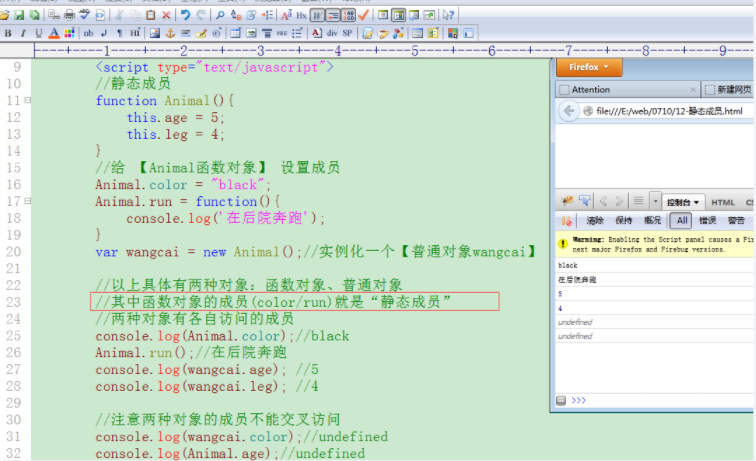 B I U A nb ¶ Hi A div SP
Hx
----+----1----+----2----+----3----+----4----+----5----+----6----+----7----+----8----+----9----
9 <script type="text/javascript">
10 //静态成员
11 function Animal(){
12 this.age = 5;
13 this.leg = 4;
14 }
15 //给 【Animal函数对象】 设置成员
16 Animal.color = "black";
17 Animal.run = function(){
18 console.log('在后院奔跑');
19 }
20 var wangcai = new Animal();//实例化一个【普通对象wangcai】
21
22 //以上具体有两种对象：函数对象、普通对象
23 //其中函数对象的成员(color/run)就是“静态成员”
24 //两种对象有各自访问的成员
25 console.log(Animal.color);//black
26 Animal.run();//在后院奔跑
27 console.log(wangcai.age); //5
28 console.log(wangcai.leg); //4
29
30 //注意两种对象的成员不能交叉访问
31 console.log(wangcai.color);//undefined
32 console.log(Animal.age);//undefined
Firefox
Attention × 新建网页
file:///E:/web/0710/12-静态成员.html
控制台 HTML CS
清除 保持 概况 All 错误 警告
Warning: Enabling the Script panel causes a Fir
next major Firefox and Firebug versions.
black
在后院奔跑
5
4
undefined
undefined
>>>